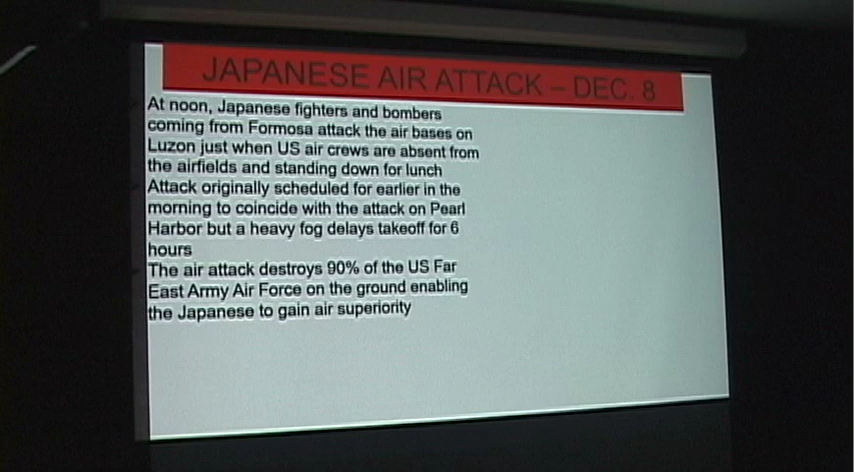 JAPANESE AIR ATTACK – DEC. 8
At noon, Japanese fighters and bombers
coming from Formosa attack the air bases on
Luzon just when US air crews are absent from
the airfields and standing down for lunch
Attack originally scheduled for earlier in the
morning to coincide with the attack on Pearl
Harbor but a heavy fog delays takeoff for 6
hours
The air attack destroys 90% of the US Far
East Army Air Force on the ground enabling
the Japanese to gain air superiority